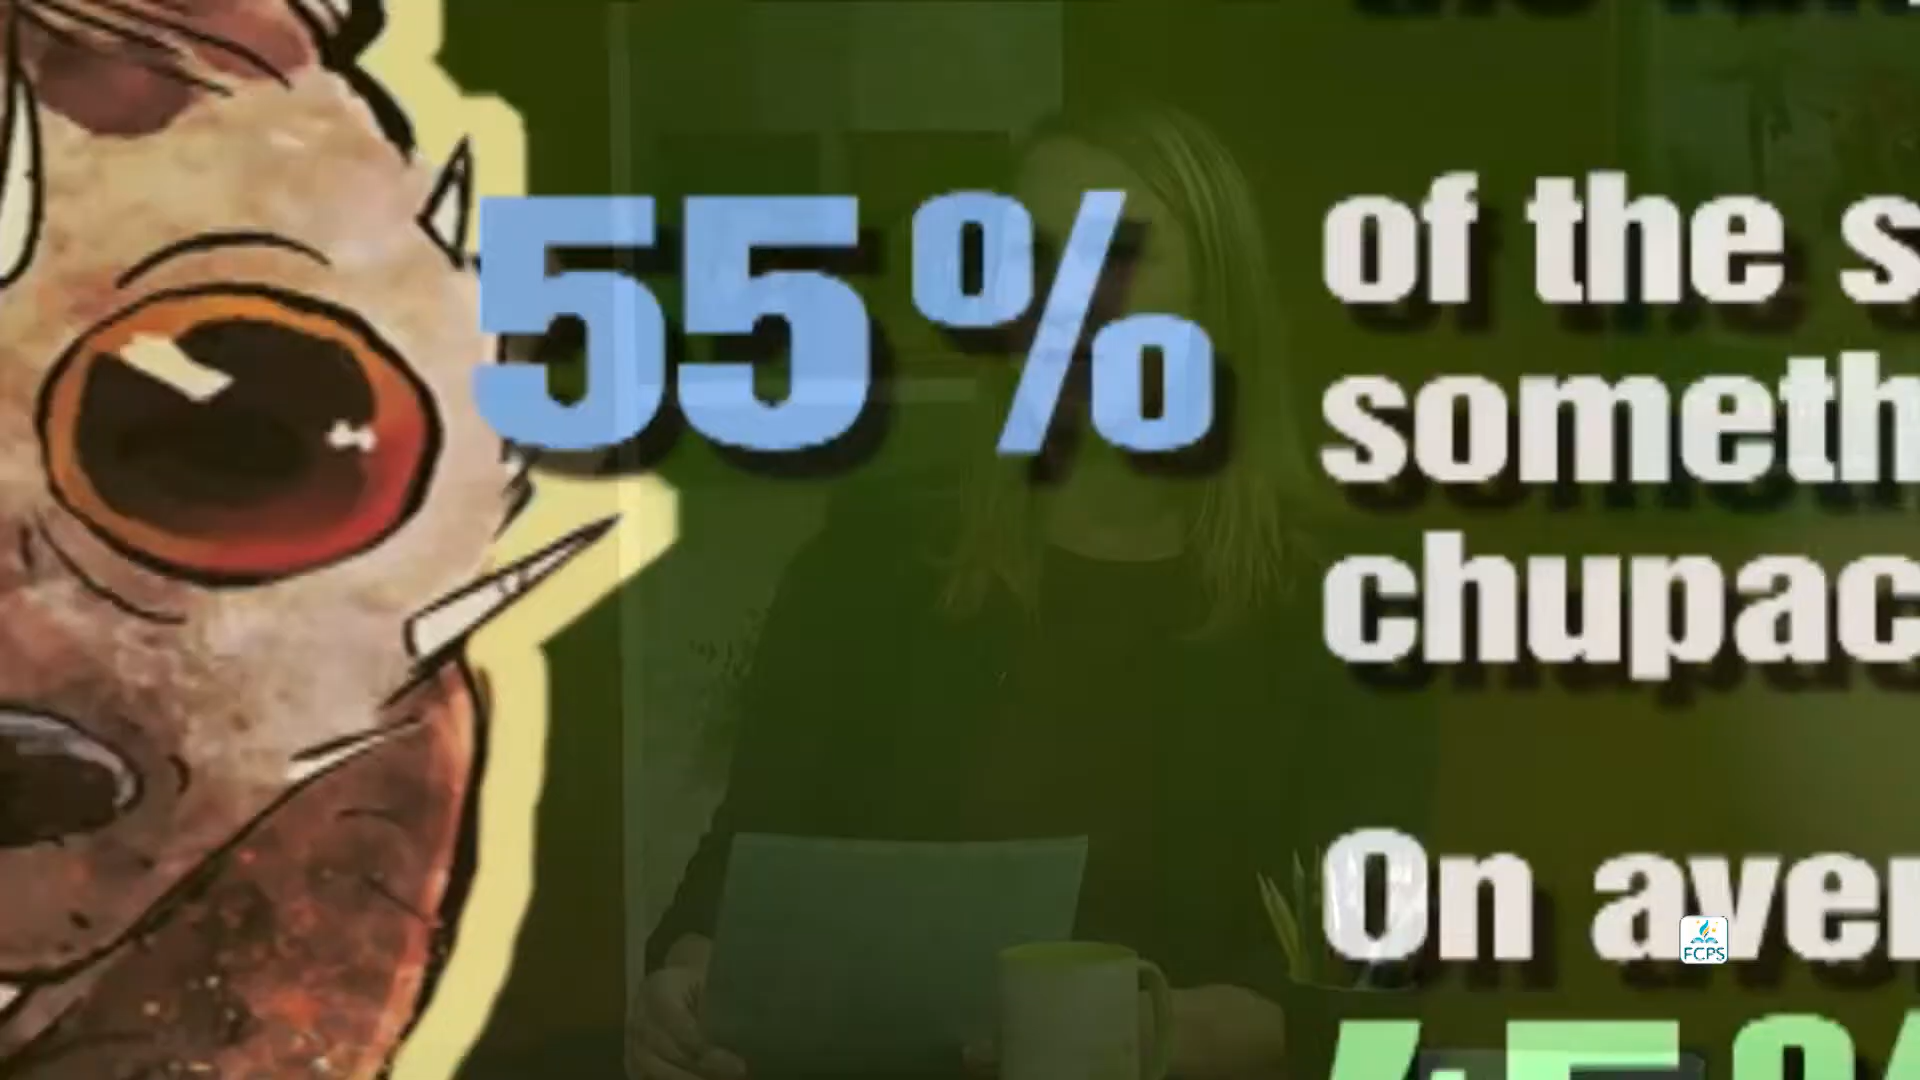 55%
of the s
someth
chupac
On aver
FCPS